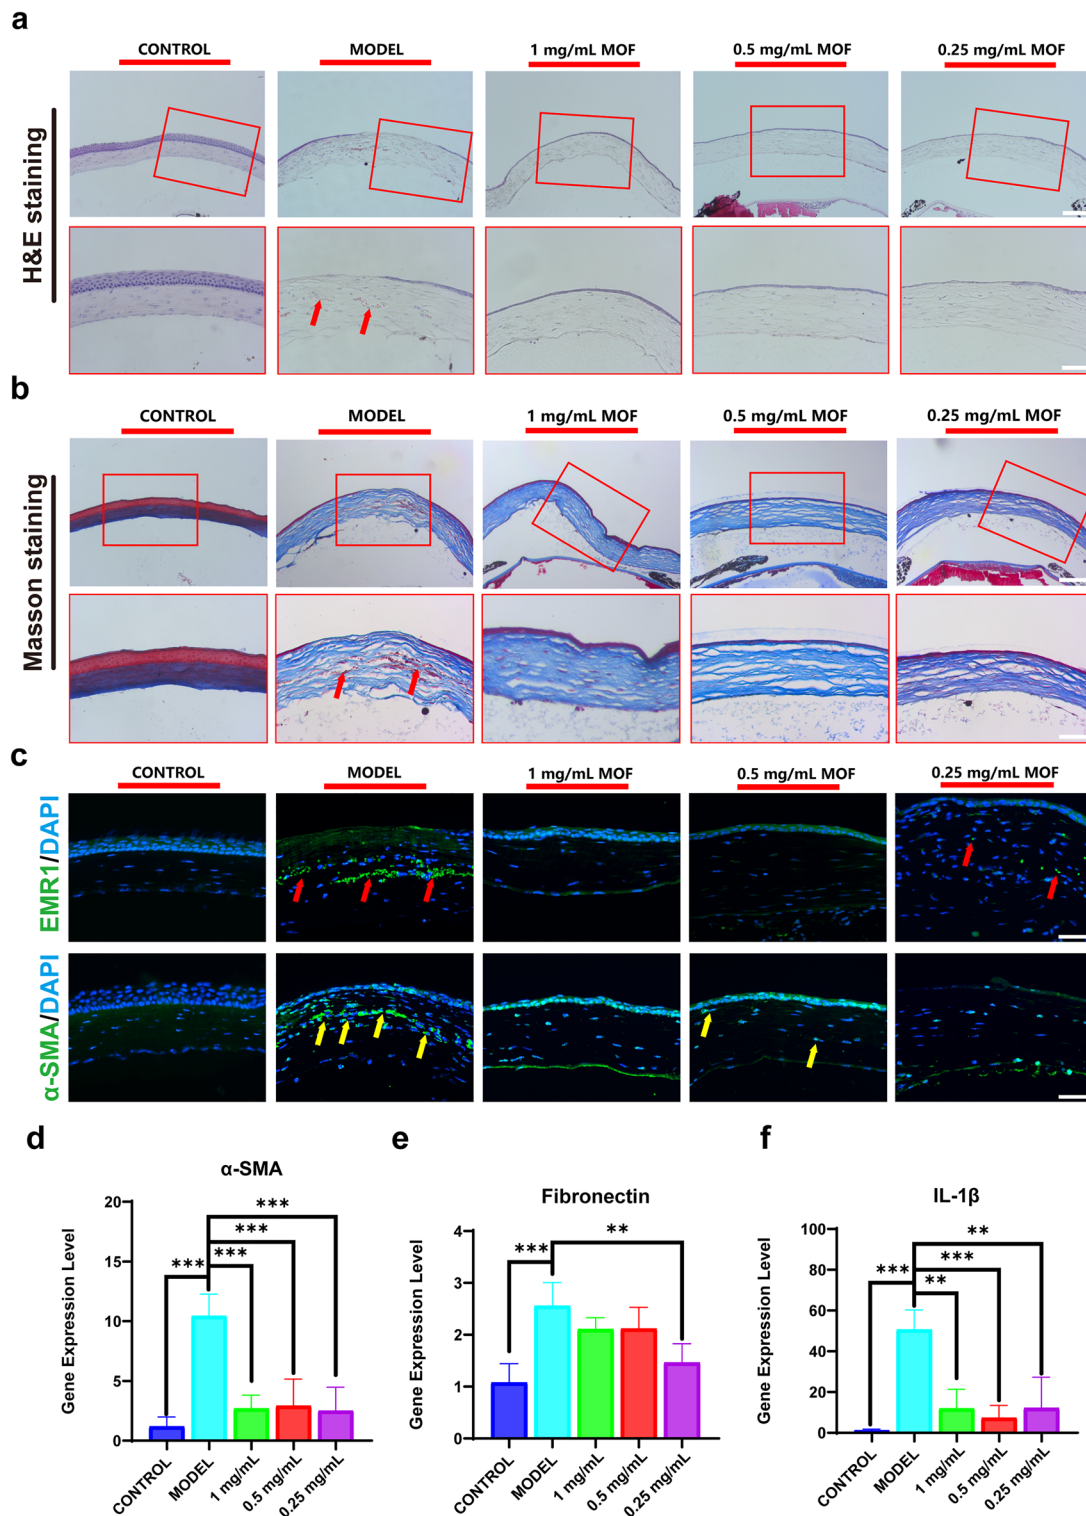 a
CONTROL MODEL 1 mg/mL MOF 0.5 mg/mL MOF 0.25 mg/mL MOF
H&E staining
b
CONTROL MODEL 1 mg/mL MOF 0.5 mg/mL MOF 0.25 mg/mL MOF
Masson staining
c
CONTROL MODEL 1 mg/mL MOF 0.5 mg/mL MOF 0.25 mg/mL MOF
EMR1/DAPI
α-SMA/DAPI
d
α-SMA
Gene Expression Level
20
15
10
5
0
***
***
***
***
CONTROL
MODEL
1 mg/mL
0.5 mg/mL
0.25 mg/mL
e
Fibronectin
Gene Expression Level
4
3
2
1
0
**
***
CONTROL
MODEL
1 mg/mL
0.5 mg/mL
0.25 mg/mL
f
IL-1β
Gene Expression Level
100
80
60
40
20
0
**
***
***
**
CONTROL
MODEL
1 mg/mL
0.5 mg/mL
0.25 mg/mL